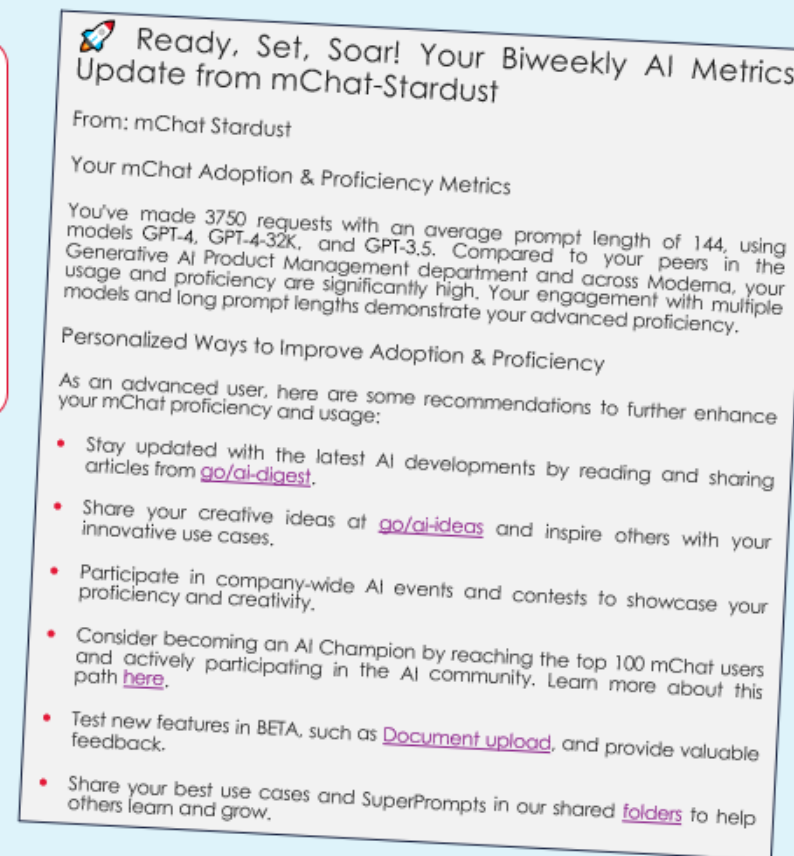 🚀 Ready, Set, Soar! Your Biweekly AI Metrics
Update from mChat-Stardust
From: mChat Stardust
Your mChat Adoption & Proficiency Metrics
You've made 3750 requests with an average prompt length of 144, using
models GPT-4, GPT-4-32K, and GPT-3.5. Compared to your peers in the
Generative AI Product Management department and across Moderna, your
usage and proficiency are significantly high. Your engagement with multiple
models and long prompt lengths demonstrate your advanced proficiency.
Personalized Ways to Improve Adoption & Proficiency
As an advanced user, here are some recommendations to further enhance
your mChat proficiency and usage:
• Stay updated with the latest AI developments by reading and sharing
articles from go/ai-digest.
• Share your creative ideas at go/ai-ideas and inspire others with your
innovative use cases.
• Participate in company-wide AI events and contests to showcase your
proficiency and creativity.
• Consider becoming an AI Champion by reaching the top 100 mChat users
and actively participating in the AI community. Learn more about this
path here.
• Test new features in BETA, such as Document upload, and provide valuable
feedback.
• Share your best use cases and SuperPrompts in our shared folders to help
others learn and grow.